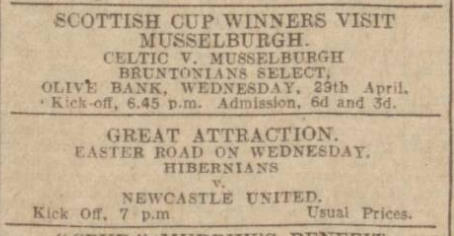 SCOTTISH CUP WINNERS VISIT
MUSSELBURGH.
CELTIC V. MUSSELBURGH
BRUNTONIANS SELECT,
OLIVE BANK, WEDNESDAY, 29th April.
Kick-off, 6.45 p.m. Admission, 6d and 3d.
GREAT ATTRACTION.
EASTER ROAD ON WEDNESDAY.
HIBERNIANS
v.
NEWCASTLE UNITED.
Kick Off, 7 p.m Usual Prices.